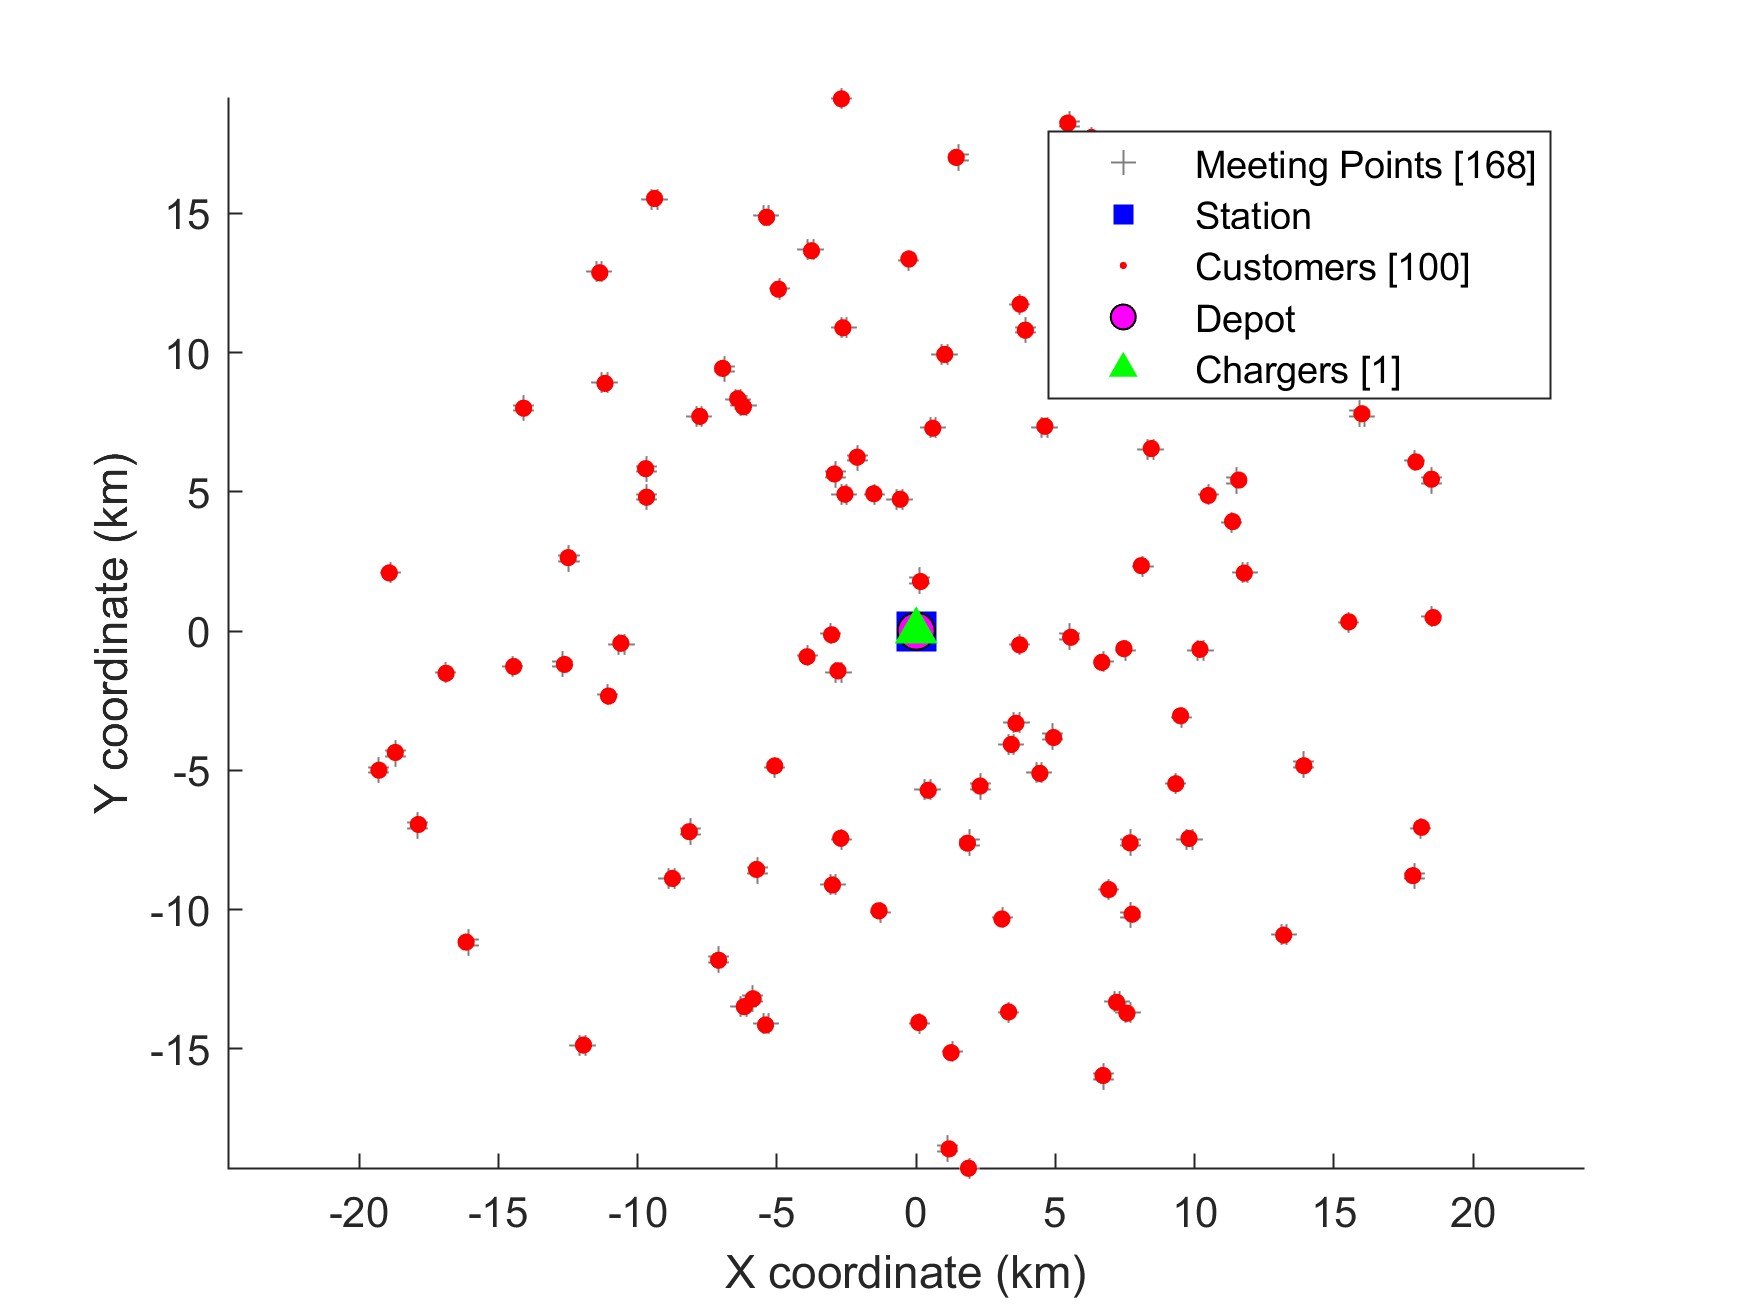 Meeting Points [168]
Station
Customers [100]
Depot
Chargers [1]
15
10
5
0
-5
-10
-15
Y coordinate (km)
-20 -15 -10 -5 0 5 10 15 20
X coordinate (km)